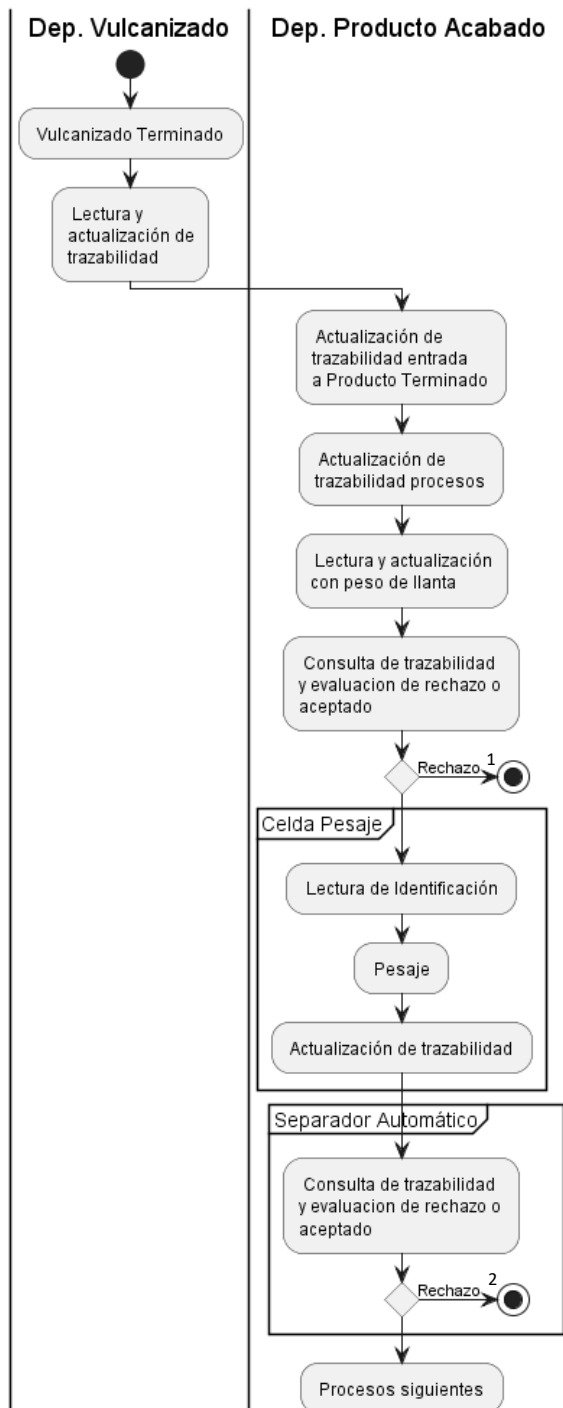 Dep. Vulcanizado
Dep. Producto Acabado
Vulcanizado Terminado
Lectura y
actualización de
trazabilidad
Actualización de
trazabilidad entrada
a Producto Terminado
Actualización de
trazabilidad procesos
Lectura y actualización
con peso de llanta
Consulta de trazabilidad
y evaluacion de rechazo o
aceptado
Rechazo
1
Celda Pesaje
Lectura de Identificación
Pesaje
Actualización de trazabilidad
Separador Automático
Consulta de trazabilidad
y evaluacion de rechazo o
aceptado
Rechazo
2
Procesos siguientes